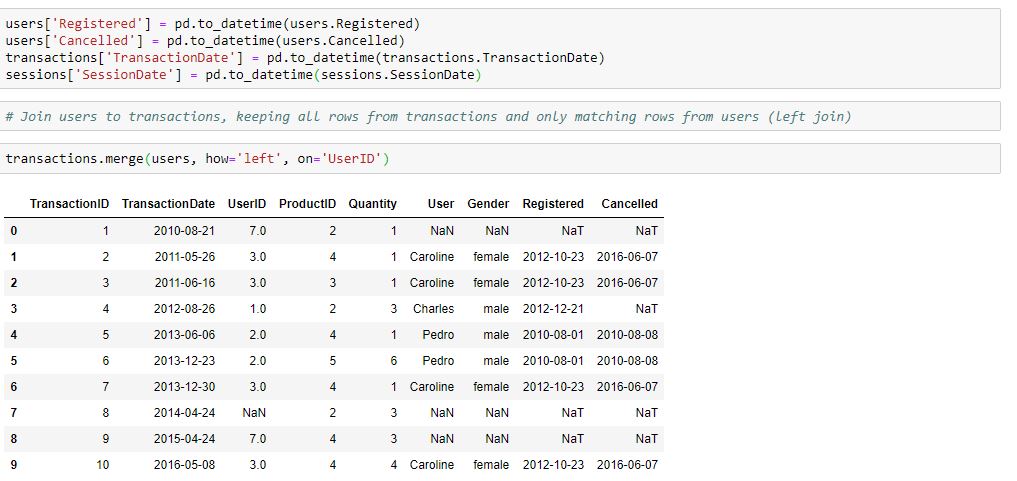 users['Registered'] = pd.to_datetime(users.Registered)
users['Cancelled'] = pd.to_datetime(users.Cancelled)
transactions['TransactionDate'] = pd.to_datetime(transactions.TransactionDate)
sessions['SessionDate'] = pd.to_datetime(sessions.SessionDate)
# Join users to transactions, keeping all rows from transactions and only matching rows from users (left join)
transactions.merge(users, how='left', on='UserID')
TransactionID TransactionDate UserID ProductID Quantity User Gender Registered Cancelled
0 1 2010-08-21 7.0 2 1 NaN NaN NaT NaT
1 2 2011-05-26 3.0 4 1 Caroline female 2012-10-23 2016-06-07
2 3 2011-06-16 3.0 3 1 Caroline female 2012-10-23 2016-06-07
3 4 2012-08-26 1.0 2 3 Charles male 2012-12-21 NaT
4 5 2013-06-06 2.0 4 1 Pedro male 2010-08-01 2010-08-08
5 6 2013-12-23 2.0 5 6 Pedro male 2010-08-01 2010-08-08
6 7 2013-12-30 3.0 4 1 Caroline female 2012-10-23 2016-06-07
7 8 2014-04-24 NaN 2 3 NaN NaN NaT NaT
8 9 2015-04-24 7.0 4 3 NaN NaN NaT NaT
9 10 2016-05-08 3.0 4 4 Caroline female 2012-10-23 2016-06-07